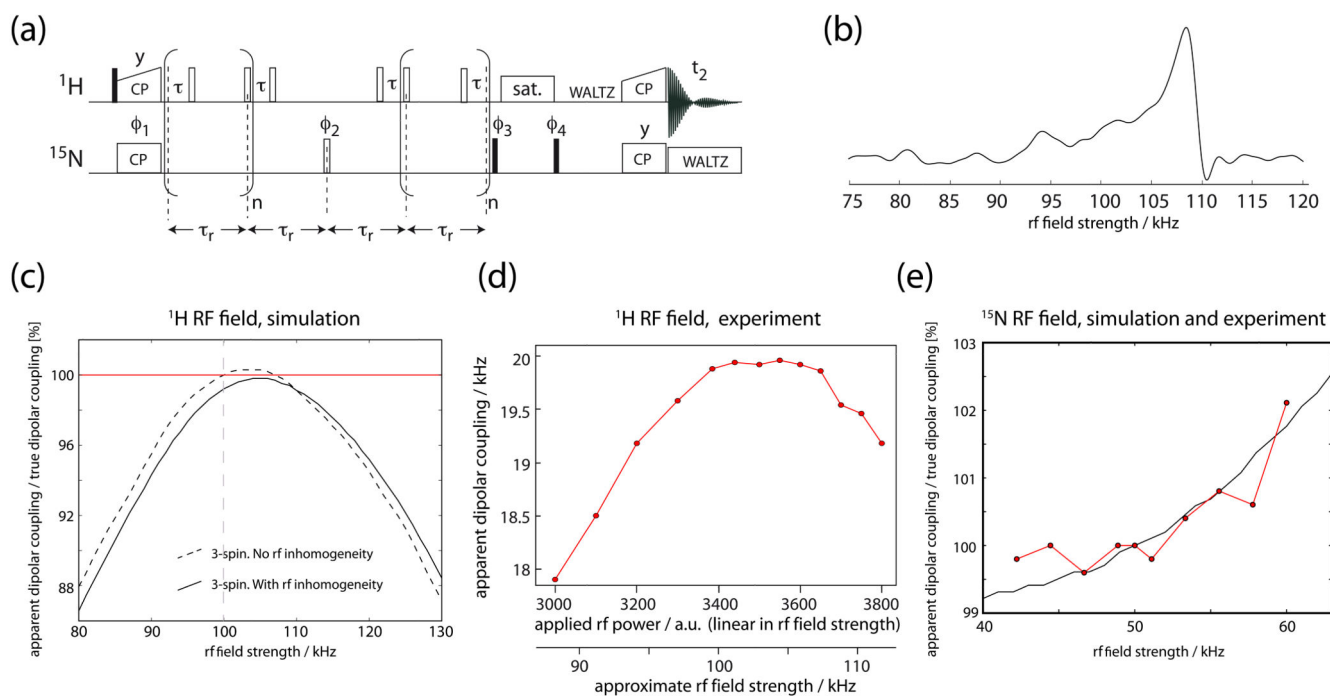 (a)
y
τ
τ
τ
τ
t2
1H
CP
sat.
WALTZ
CP
ϕ1
ϕ2
ϕ3
ϕ4
y
15N
CP
CP
WALTZ
n
n
τr
τr
τr
τr
(b)
75 80 85 90 95 100 105 110 115 120
rf field strength / kHz
(c)
1H RF field, simulation
apparent dipolar coupling / true dipolar coupling [%]
100
96
92
88
3-spin. No rf inhomogeneity
3-spin. With rf inhomogeneity
80 90 100 110 120 130
rf field strength / kHz
(d)
1H RF field, experiment
apparent dipolar coupling / kHz
20
19.5
19
18.5
18
3000 3200 3400 3600 3800
applied rf power / a.u. (linear in rf field strength)
90 100 110
approximate rf field strength / kHz
(e)
15N RF field, simulation and experiment
apparent dipolar coupling / true dipolar coupling [%]
103
102
101
100
99
40 50 60
rf field strength / kHz